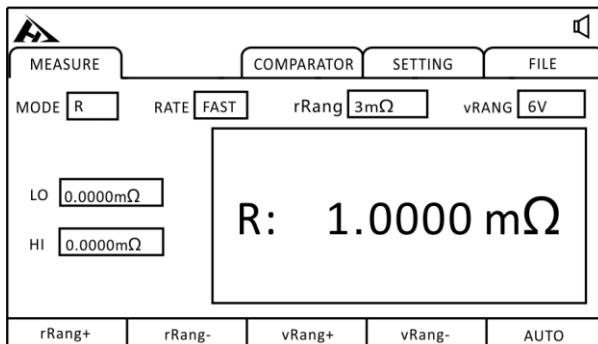 MEASURE COMPARATOR SETTING FILE
MODE R RATE FAST rRang 3mΩ vRANG 6V
LO 0.0000mΩ
HI 0.0000mΩ
R: 1.0000 mΩ
rRang+ rRang- vRang+ vRang- AUTO